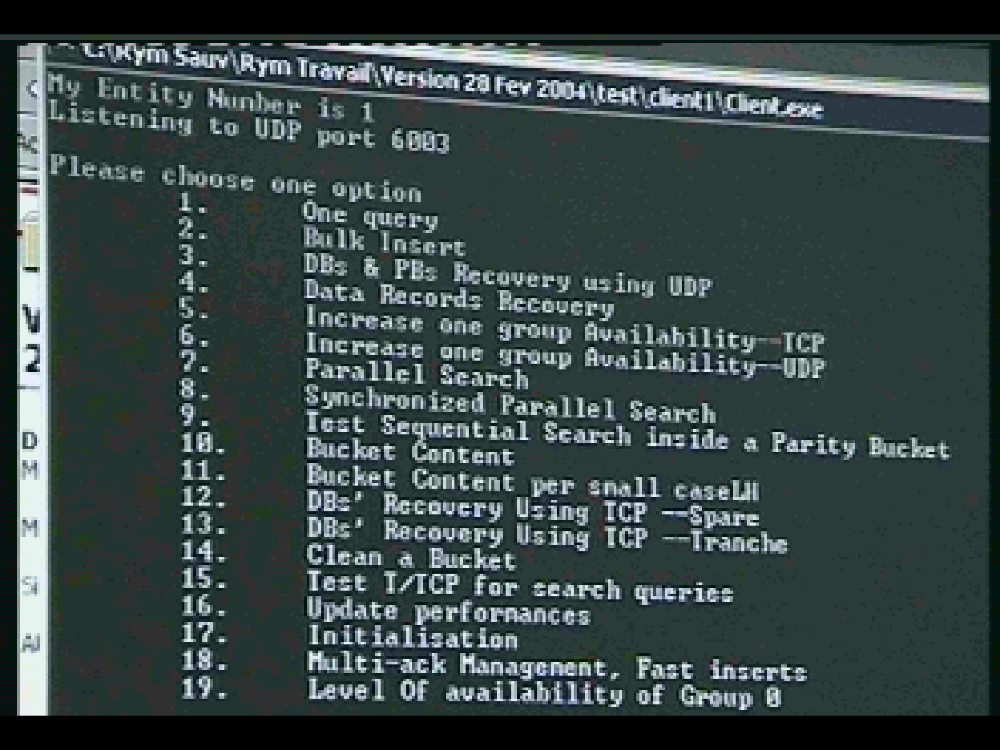 C:\Rym Sauv\Rym Travail\Version 28 Fev 2004\test\client1\Client.exe
My Entity Number is 1
Listening to UDP port 6003
Please choose one option
1. One query
2. Bulk Insert
3. DBs & PBs Recovery using UDP
4. Data Records Recovery
5. Increase one group Availability--TCP
6. Increase one group Availability--UDP
7. Parallel Search
8. Synchronized Parallel Search
9. Test Sequential Search inside a Parity Bucket
10. Bucket Content
11. Bucket Content per small caseLH
12. DBs' Recovery Using TCP --Spare
13. DBs' Recovery Using TCP --Tranche
14. Clean a Bucket
15. Test T/TCP for search queries
16. Update performances
17. Initialisation
18. Multi-ack Management, Fast inserts
19. Level Of availability of Group 0